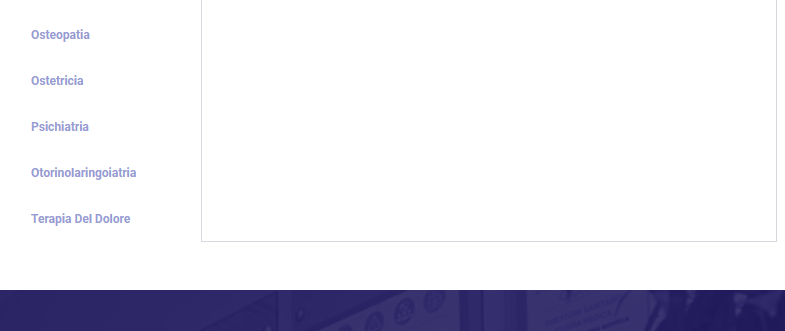 Osteopatia
Ostetricia
Psichiatria
Otorinolaringoiatria
Terapia Del Dolore